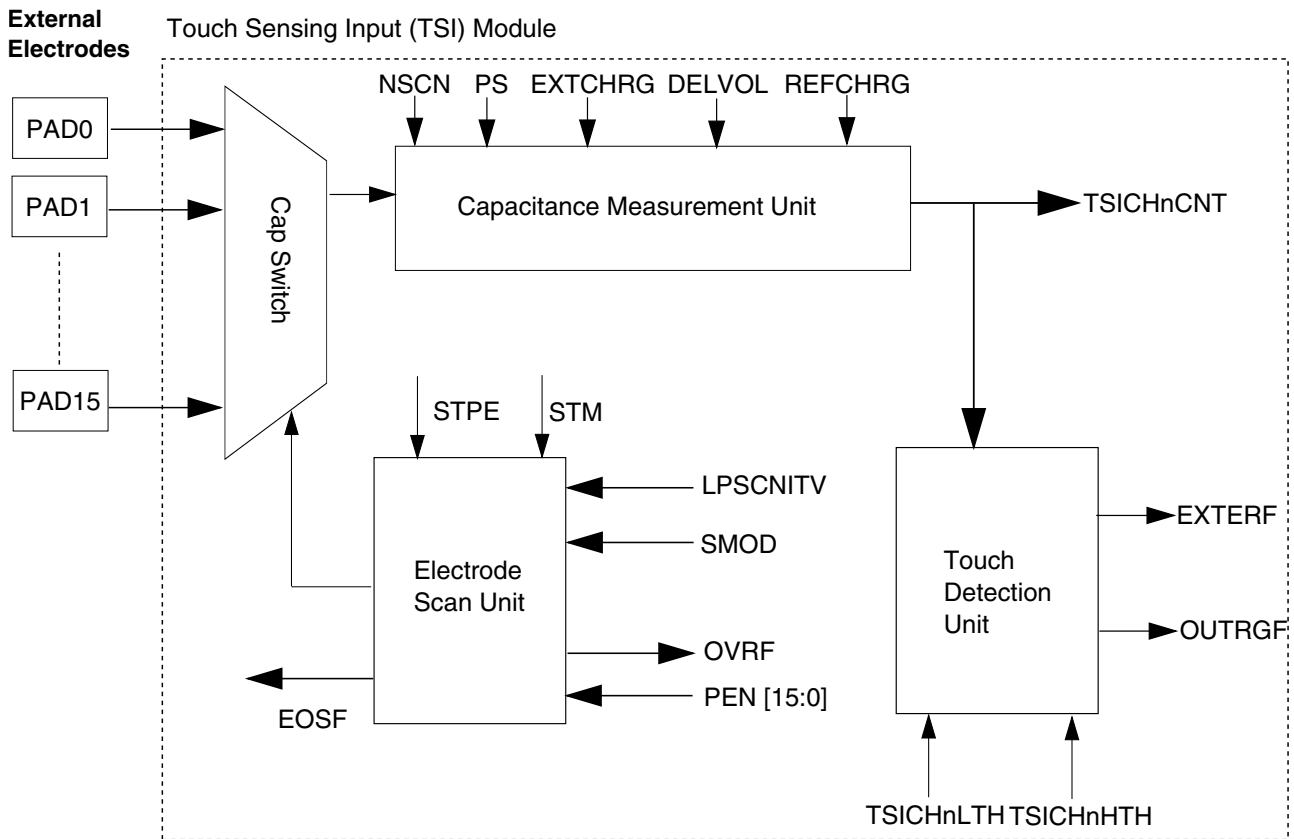 External
Electrodes
Touch Sensing Input (TSI) Module
NSCN PS EXTCHRG DELVOL REFCHRG
PAD0
PAD1
PAD15
Cap Switch
Capacitance Measurement Unit
TSICHnCNT
STPE
STM
LPSCNITV
SMOD
Electrode
Scan Unit
OVRF
PEN [15:0]
EOSF
Touch
Detection
Unit
EXTERF
OUTRGF
TSICHnLTH TSICHnHTH